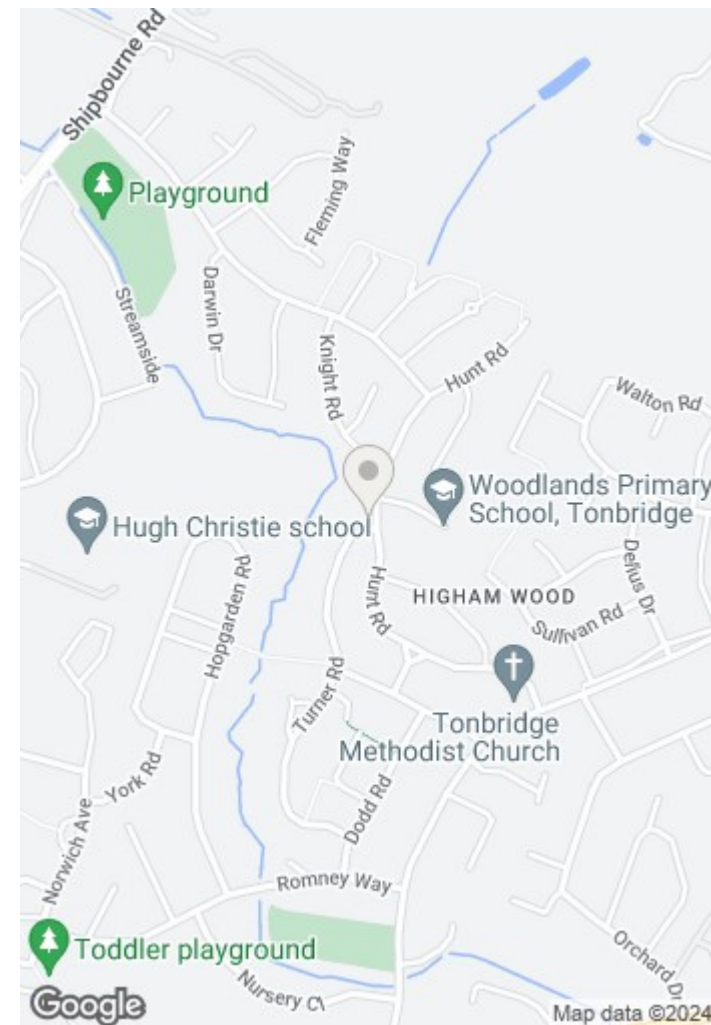 Shipbourne Rd
Playground
Fleming Way
Darwin Dr
Streamside
Knight Rd
Hunt Rd
Walton Rd
Woodlands Primary
School, Tonbridge
Hugh Christie school
Delius Dr
Hopgarden Rd
Hunt Rd
HIGHAM WOOD
Sullivan Rd
Turner Rd
Tonbridge
Methodist Church
York Rd
Dodd Rd
Norwich Ave
Romney Way
Toddler playground
Orchard Dr
Nursery Cl
Google
Map data ©2024